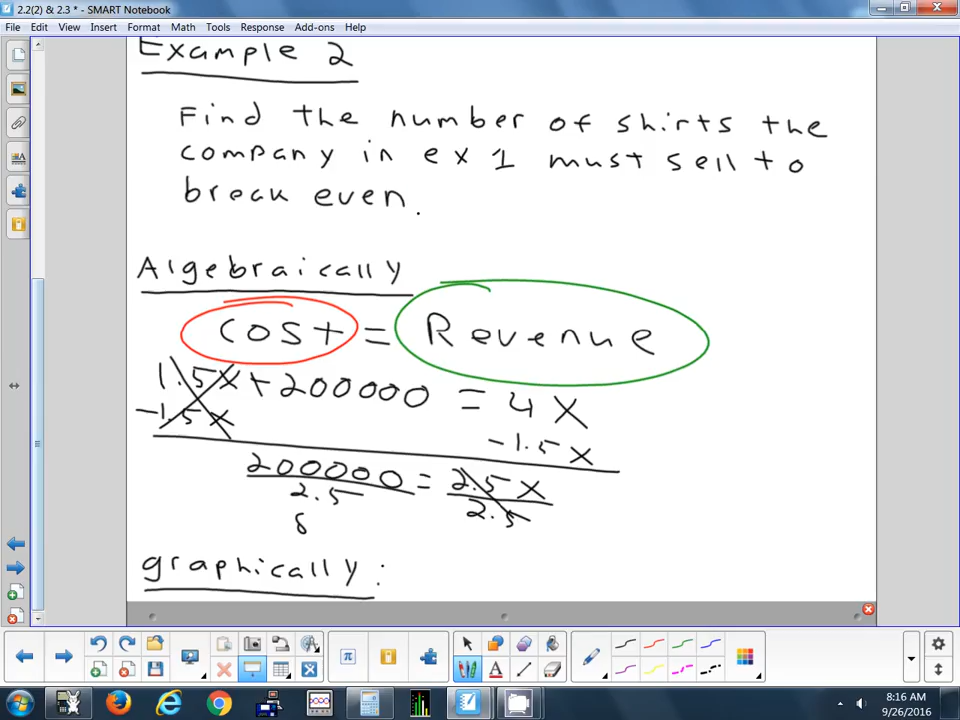 2.2(2) & 2.3 * - SMART Notebook
File Edit View Insert Format Math Tools Response Add-ons Help
Example 2
Find the number of shirts the
company in ex 1 must sell to
break even.
Algebraically
Cost = Revenue
1.5x + 200000 = 4x
-1.5x -1.5x
200000 = 2.5x
2.5 2.5
8
graphically:
8:16 AM
9/26/2016